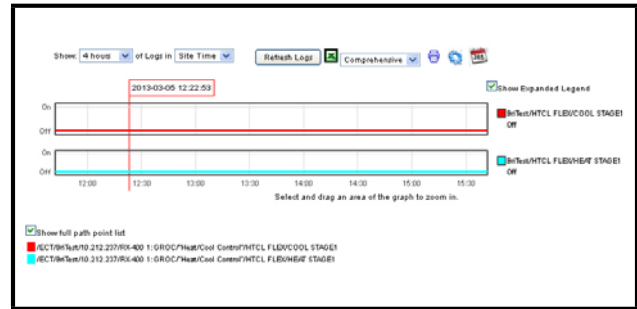 Show: 4 hours of Logs in Site Time Refresh Logs Comprehensive
2013-03-05 12:22:53
Show Expanded Legend
On
Off
BriTest/HTCL FLEX/COOL STAGE1
Off
On
Off
BriTest/HTCL FLEX/HEAT STAGE1
Off
12:00 12:30 13:00 13:30 14:00 14:30 15:00 15:30
Select and drag an area of the graph to zoom in.
Show full path point list
/ECT/BriTest/10.212.237/RX-400 1: GROC/"Heat/Cool Control"/HTCL FLEX/COOL STAGE1
/ECT/BriTest/10.212.237/RX-400 1: GROC/"Heat/Cool Control"/HTCL FLEX/HEAT STAGE1